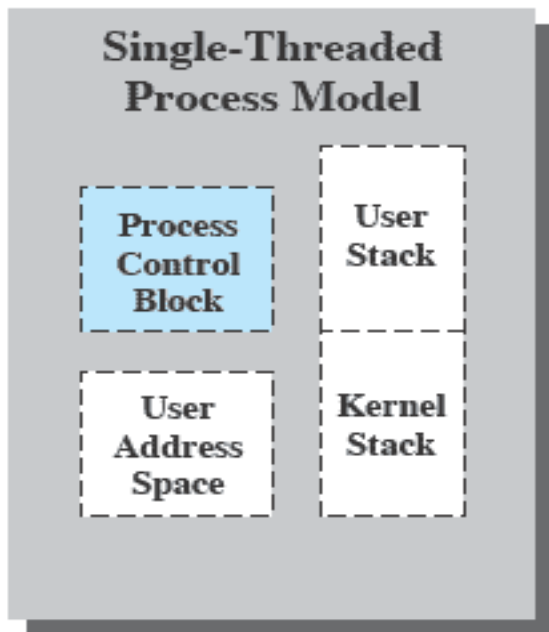 Single-Threaded
Process Model
Process
Control
Block
User
Stack
User
Address
Space
Kernel
Stack